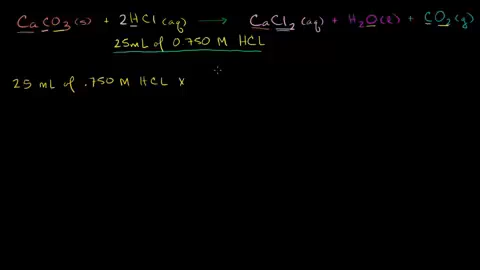 CaCO₃(s) + 2HCl(aq) → CaCl₂(aq) + H₂O(l) + CO₂(g)
25mL of 0.750 M HCL
25 mL of .750 M HCL x